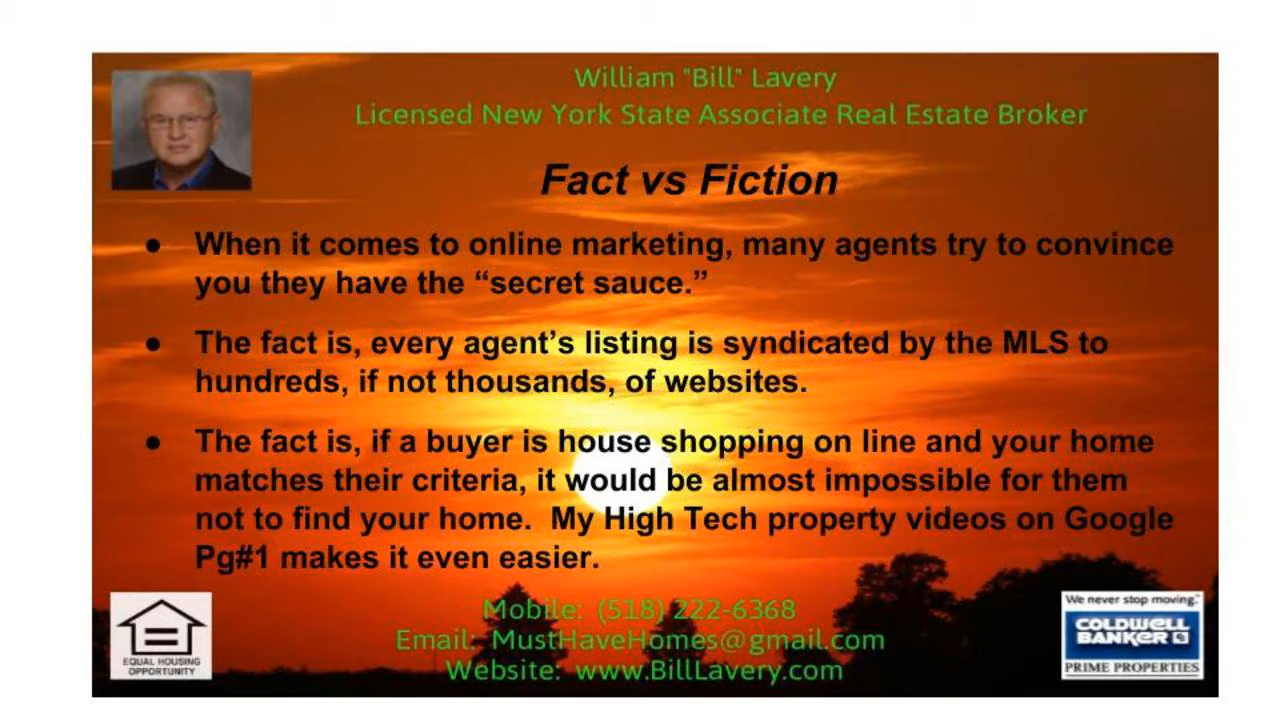 William "Bill" Lavery
Licensed New York State Associate Real Estate Broker
Fact vs Fiction
● When it comes to online marketing, many agents try to convince
you they have the “secret sauce.”
● The fact is, every agent’s listing is syndicated by the MLS to
hundreds, if not thousands, of websites.
● The fact is, if a buyer is house shopping on line and your home
matches their criteria, it would be almost impossible for them
not to find your home. My High Tech property videos on Google
Pg#1 makes it even easier.
Mobile: (518) 222-6368
Email: MustHaveHomes@gmail.com
Website: www.BillLavery.com
EQUAL HOUSING
OPPORTUNITY
We never stop moving.™
COLDWELL
BANKER
PRIME PROPERTIES